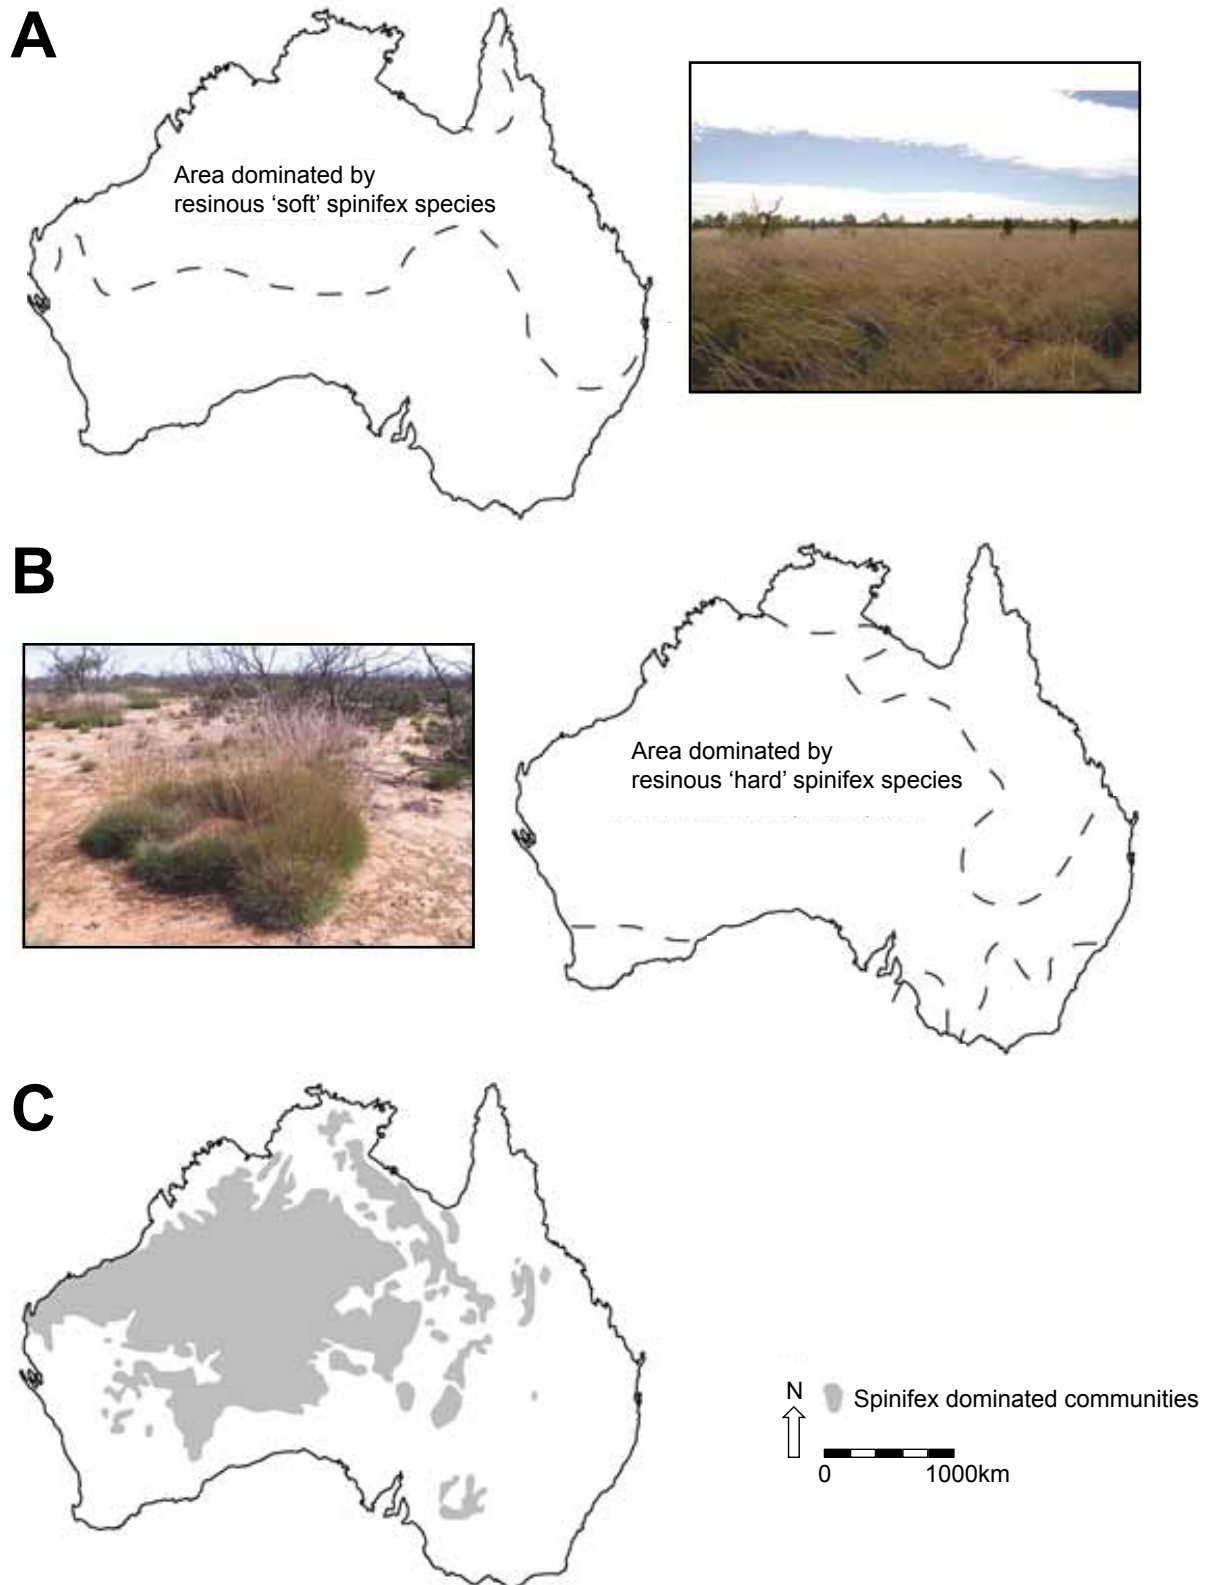 A
Area dominated by
resinous ‘soft’ spinifex species
B
Area dominated by
resinous ‘hard’ spinifex species
C
N
Spinifex dominated communities
0 1000km